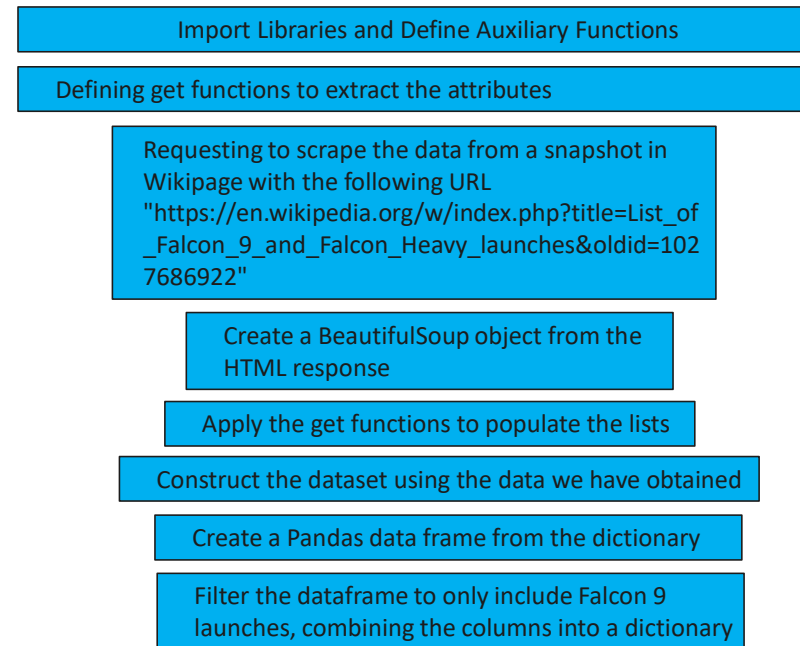 Import Libraries and Define Auxiliary Functions
Defining get functions to extract the attributes
Requesting to scrape the data from a snapshot in
Wikipage with the following URL
"https://en.wikipedia.org/w/index.php?title=List_of
_Falcon_9_and_Falcon_Heavy_launches&oldid=102
7686922"
Create a BeautifulSoup object from the
HTML response
Apply the get functions to populate the lists
Construct the dataset using the data we have obtained
Create a Pandas data frame from the dictionary
Filter the dataframe to only include Falcon 9
launches, combining the columns into a dictionary